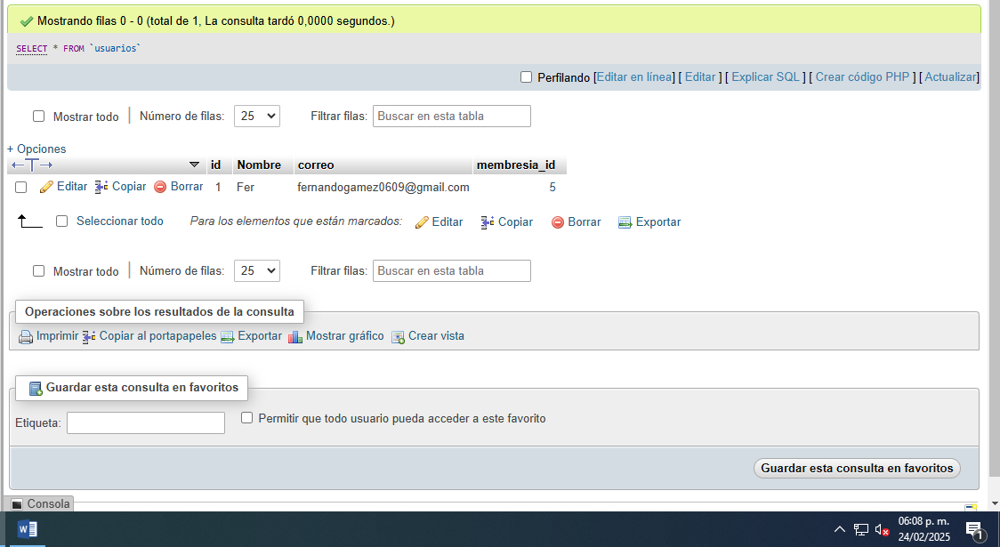 Mostrando filas 0 - 0 (total de 1, La consulta tardó 0,0000 segundos.)
SELECT * FROM `usuarios`
Perfilando [Editar en línea] [ Editar ] [ Explicar SQL ] [ Crear código PHP ] [ Actualizar]
Mostrar todo Número de filas: 25 Filtrar filas: Buscar en esta tabla
+ Opciones
←T→ id Nombre correo membresia_id
Editar Copiar Borrar 1 Fer fernandogamez0609@gmail.com 5
Seleccionar todo Para los elementos que están marcados: Editar Copiar Borrar Exportar
Mostrar todo Número de filas: 25 Filtrar filas: Buscar en esta tabla
Operaciones sobre los resultados de la consulta
Imprimir Copiar al portapapeles Exportar Mostrar gráfico Crear vista
Guardar esta consulta en favoritos
Etiqueta: Permitir que todo usuario pueda acceder a este favorito
Guardar esta consulta en favoritos
Consola
W 06:08 p. m.
24/02/2025 1